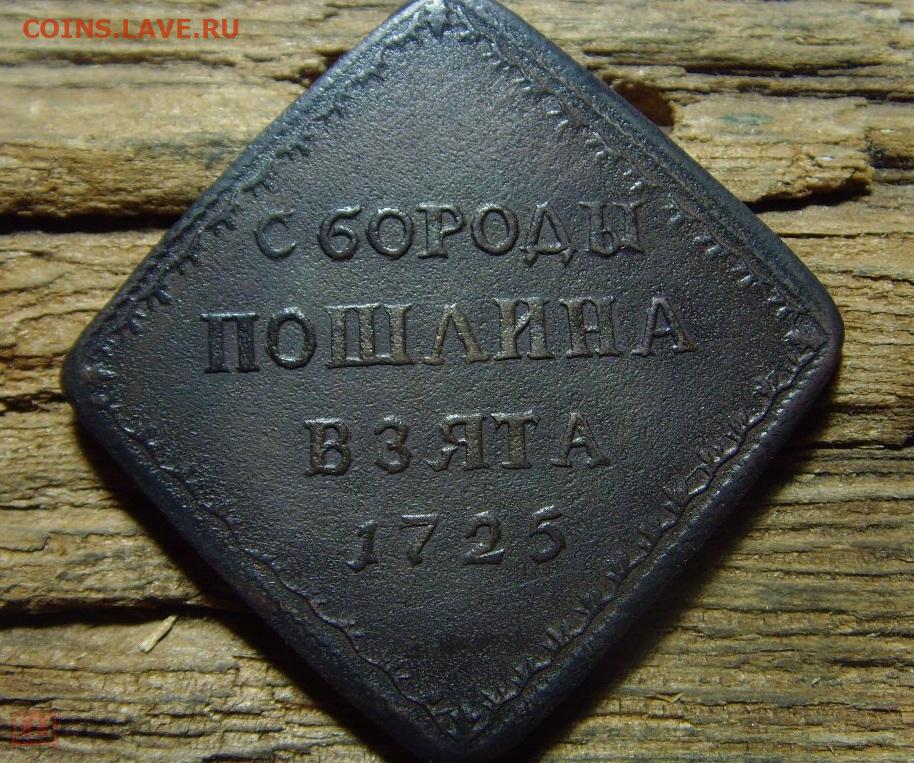 COINS.LAVE.RU
С БОРОДЫ
ПОШЛИНА
ВЗЯТА
1725